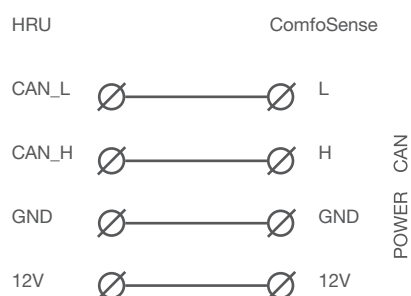 HRU ComfoSense
CAN_L L
CAN_H H
GND GND
12V 12V
POWER CAN